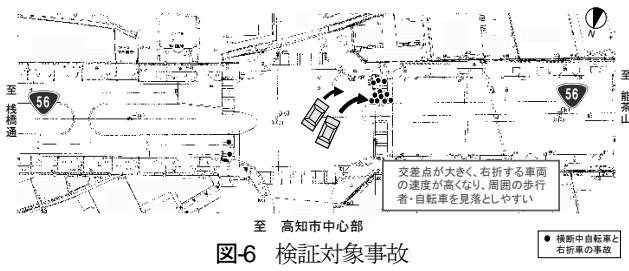 N
至 桟橋通
56
56
至 能茶山
交差点が大きく、右折する車両
の速度が高くなり、周囲の歩行
者・自転車を見落としやすい
至 高知市中心部
● 横断中自転車と
右折車の事故
図-6 検証対象事故